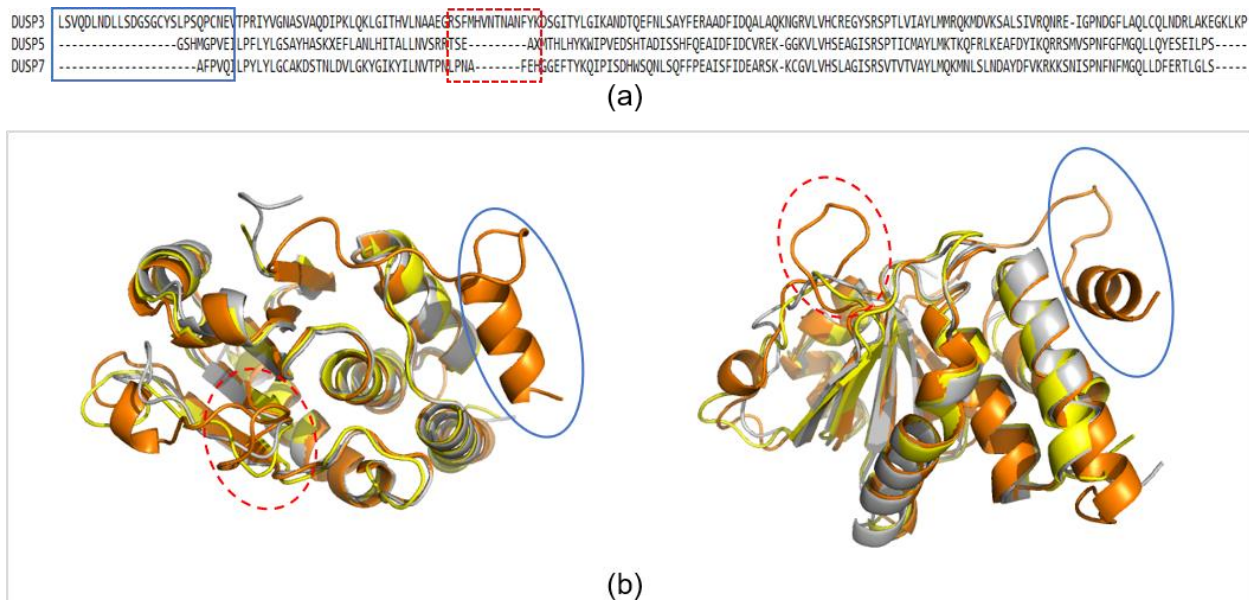 DUSP3 LSVQDLNDLLSDGSGCYSLPSQPCNEVTPRIYVGNASVAQDIPKLQKLGITHVLNAAEGRSFMHVNTNANFYKDSGITYLGIKANDTQEFNLSAYFERAADFIDQALAQKNGRVLVHCREGYSRSPTLVIAYLMMRQKMDVKSALSIVRQNRE-IGPNDGFLAQLCQLNDRLAKEGKLKP
DUSP5 ------------------GSHMGPVEILPFLYLGSAYHASKXEFLANLHITALLNVSRRTSE--------AXMTHLHYKWIPVEDSHTADISSHFQEAIDFIDCVREK-GGKVLVHSEAGISRSPTICMAYLMKTKQFRLKEAFDYIKQRRSMVSPNFGFMGQLLQYESEILPS-----
DUSP7 ---------------------AFPVQILPYLYLGCAKDSTNLDVLGKYGIKYILNVTPNLPNA-------FEHGGEFTYKQIPISDHWSQNLSQFFPEAISFIDEARSK-KCGVLVHSLAGISRSVTVTVAYLMQKMNLSLNDAYDFVKRKKSNISPNFNFMGQLLDFERTLGLS-----
(a)
(b)